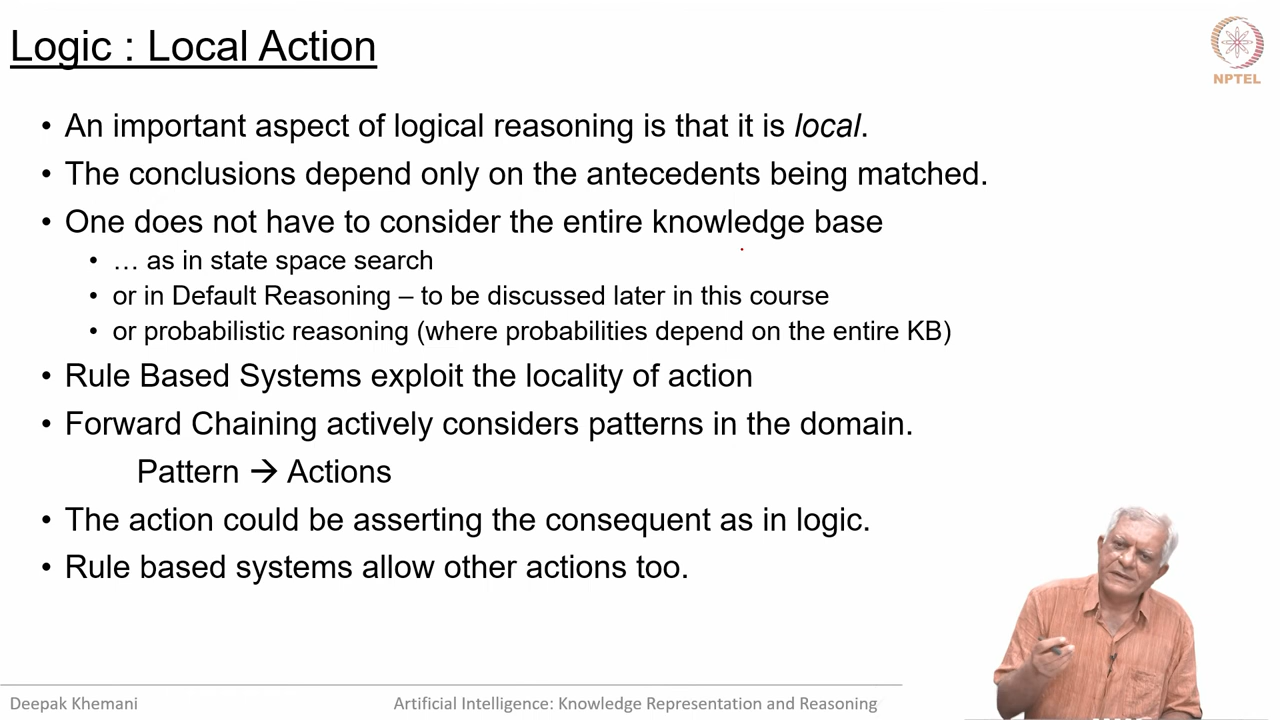 Logic : Local Action
NPTEL
• An important aspect of logical reasoning is that it is local.
• The conclusions depend only on the antecedents being matched.
• One does not have to consider the entire knowledge base
• … as in state space search
• or in Default Reasoning – to be discussed later in this course
• or probabilistic reasoning (where probabilities depend on the entire KB)
• Rule Based Systems exploit the locality of action
• Forward Chaining actively considers patterns in the domain.
Pattern → Actions
• The action could be asserting the consequent as in logic.
• Rule based systems allow other actions too.
Deepak Khemani
Artificial Intelligence: Knowledge Representation and Reasoning